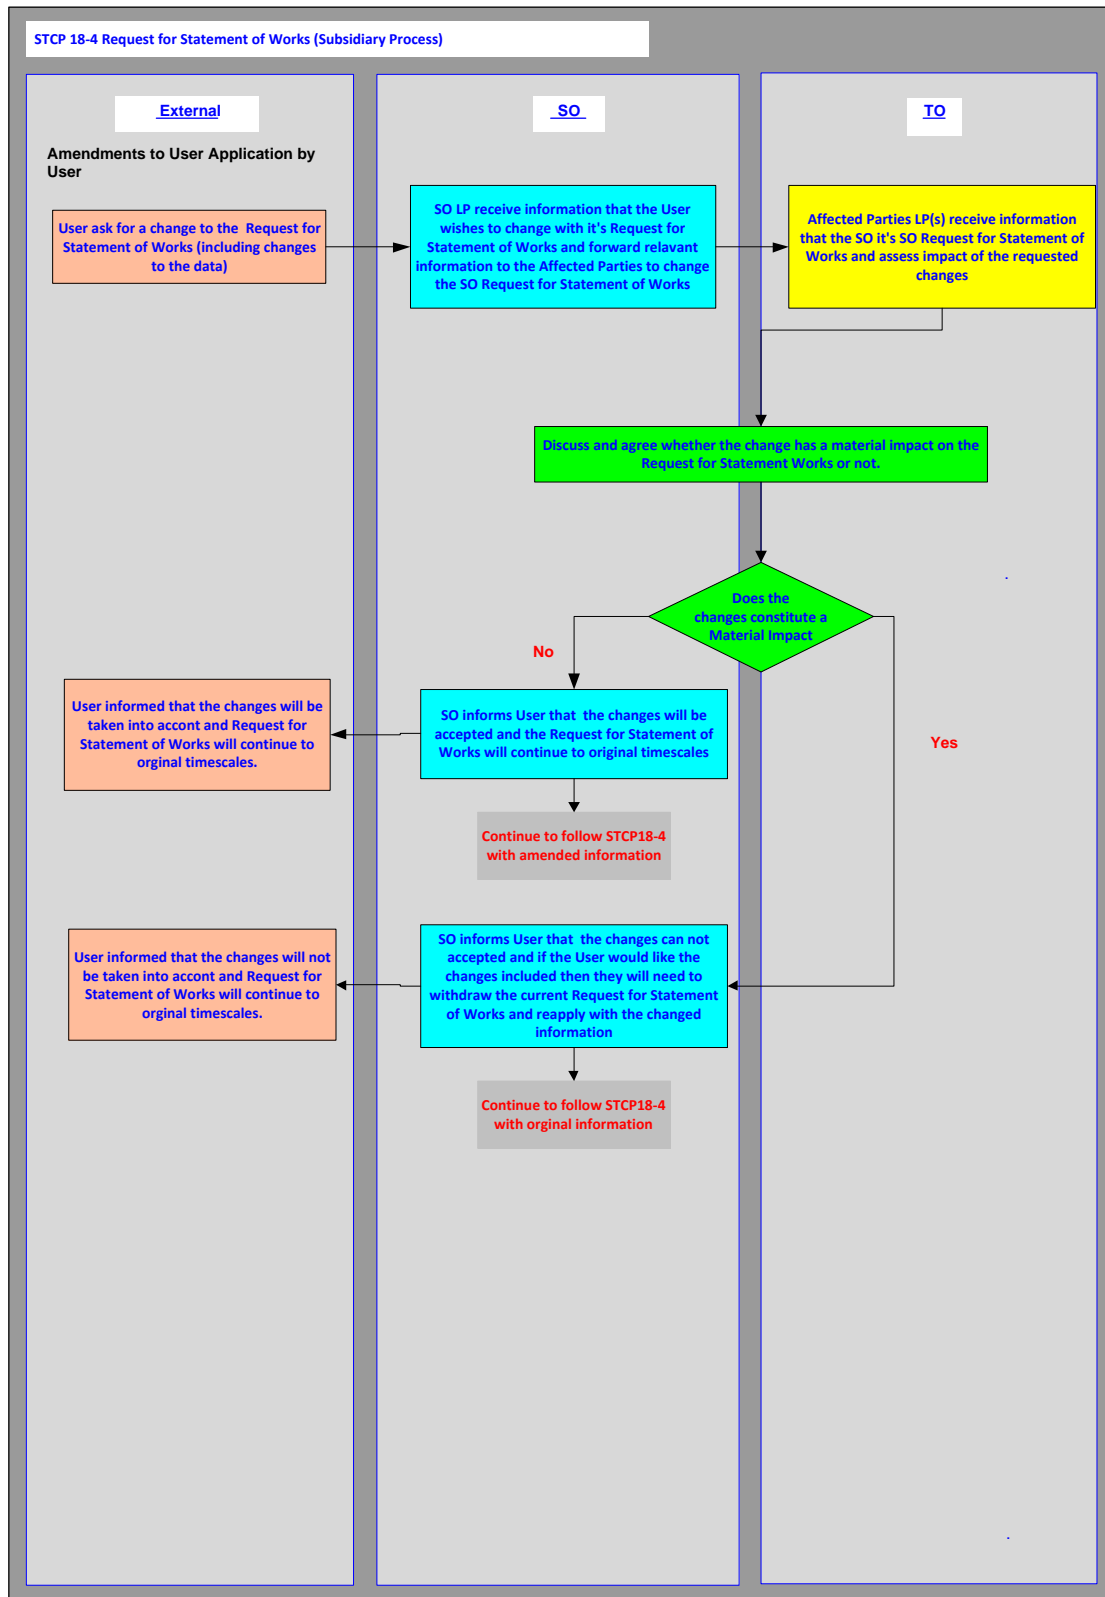 STCP 18-4 Request for Statement of Works (Subsidiary Process)
External
SO
TO
Amendments to User Application by
User
User ask for a change to the Request for
Statement of Works (including changes
to the data)
SO LP receive information that the User
wishes to change with it's Request for
Statement of Works and forward relavant
information to the Affected Parties to change
the SO Request for Statement of Works
Affected Parties LP(s) receive information
that the SO it's SO Request for Statement of
Works and assess impact of the requested
changes
Discuss and agree whether the change has a material impact on the
Request for Statement Works or not.
Does the
changes constitute a
Material Impact
No
Yes
User informed that the changes will be
taken into accont and Request for
Statement of Works will continue to
orginal timescales.
SO informs User that the changes will be
accepted and the Request for Statement of
Works will continue to original timescales
Continue to follow STCP18-4
with amended information
User informed that the changes will not
be taken into accont and Request for
Statement of Works will continue to
orginal timescales.
SO informs User that the changes can not
accepted and if the User would like the
changes included then they will need to
withdraw the current Request for Statement
of Works and reapply with the changed
information
Continue to follow STCP18-4
with orginal information